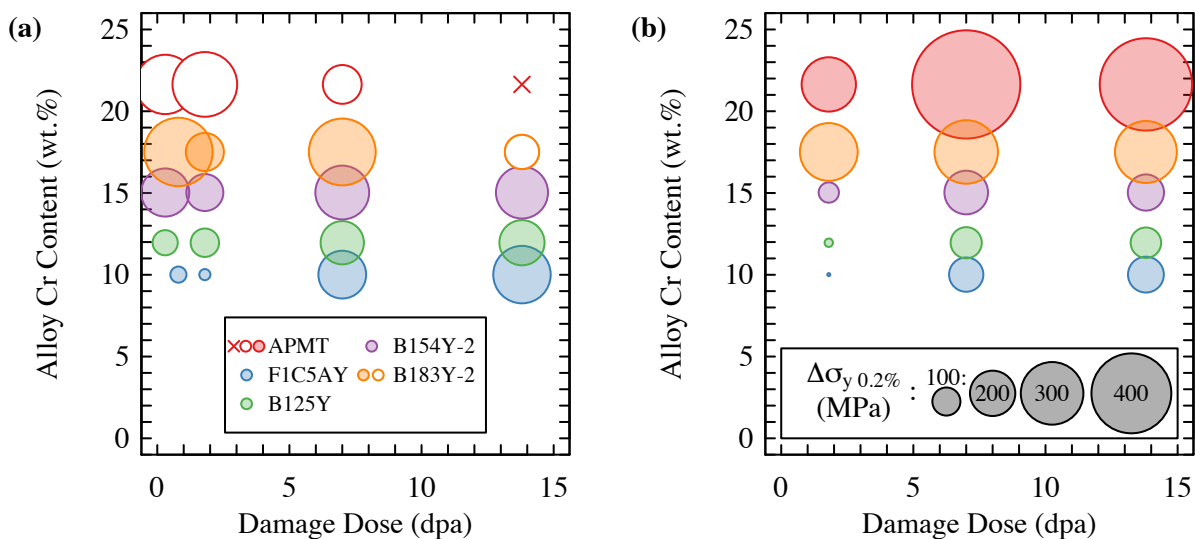 (a)
Alloy Cr Content (wt.%)
25
20
15
10
5
0
APMT
F1C5AY
B125Y
B154Y-2
B183Y-2
0 5 10 15
Damage Dose (dpa)
(b)
Alloy Cr Content (wt.%)
25
20
15
10
5
0
Δσy 0.2%
(MPa)
:
100:
200
300
400
0 5 10 15
Damage Dose (dpa)